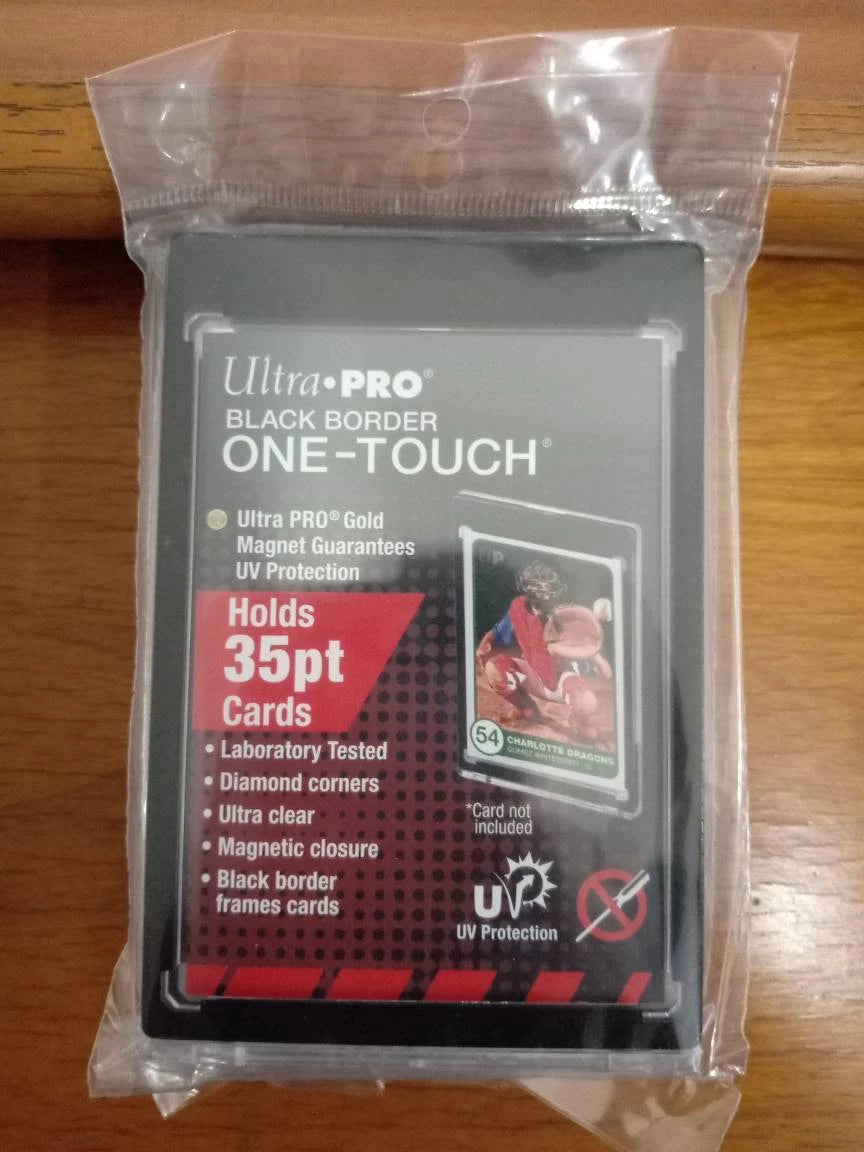 Ultra•PRO®
BLACK BORDER
ONE-TOUCH®
Ultra PRO® Gold
Magnet Guarantees
UV Protection
Holds
35pt
Cards
• Laboratory Tested
• Diamond corners
• Ultra clear
• Magnetic closure
• Black border
frames cards
UP
54
CHARLOTTE DRAGONS
*Card not
included
UV
UV Protection